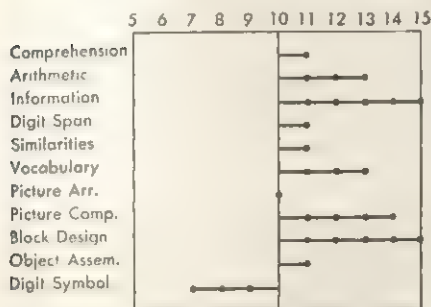 5 6 7 8 9 10 11 12 13 14 15
Comprehension
Arithmetic
Information
Digit Span
Similarities
Vocabulary
Picture Arr.
Picture Comp.
Block Design
Object Assem.
Digit Symbol